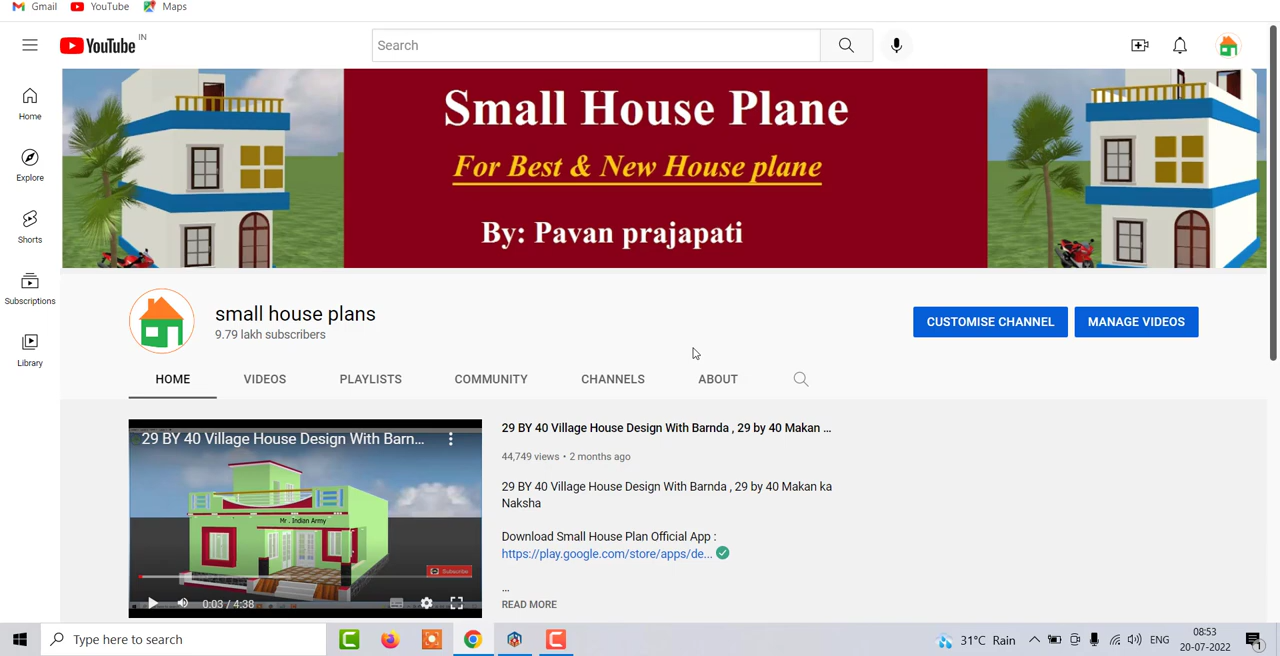 Gmail YouTube Maps
YouTube IN
Search
Home
Explore
Shorts
Subscriptions
Library
Small House Plane
For Best & New House plane
By: Pavan prajapati
small house plans
9.79 lakh subscribers
CUSTOMISE CHANNEL MANAGE VIDEOS
HOME VIDEOS PLAYLISTS COMMUNITY CHANNELS ABOUT
29 BY 40 Village House Design With Barn...
Mr . Indian Army
Subscribe
0:03 / 4:38
29 BY 40 Village House Design With Barnda , 29 by 40 Makan ...
44,749 views • 2 months ago
29 BY 40 Village House Design With Barnda , 29 by 40 Makan ka
Naksha
Download Small House Plan Official App :
https://play.google.com/store/apps/de...
...
READ MORE
Type here to search
31°C Rain
ENG
08:53
20-07-2022
1